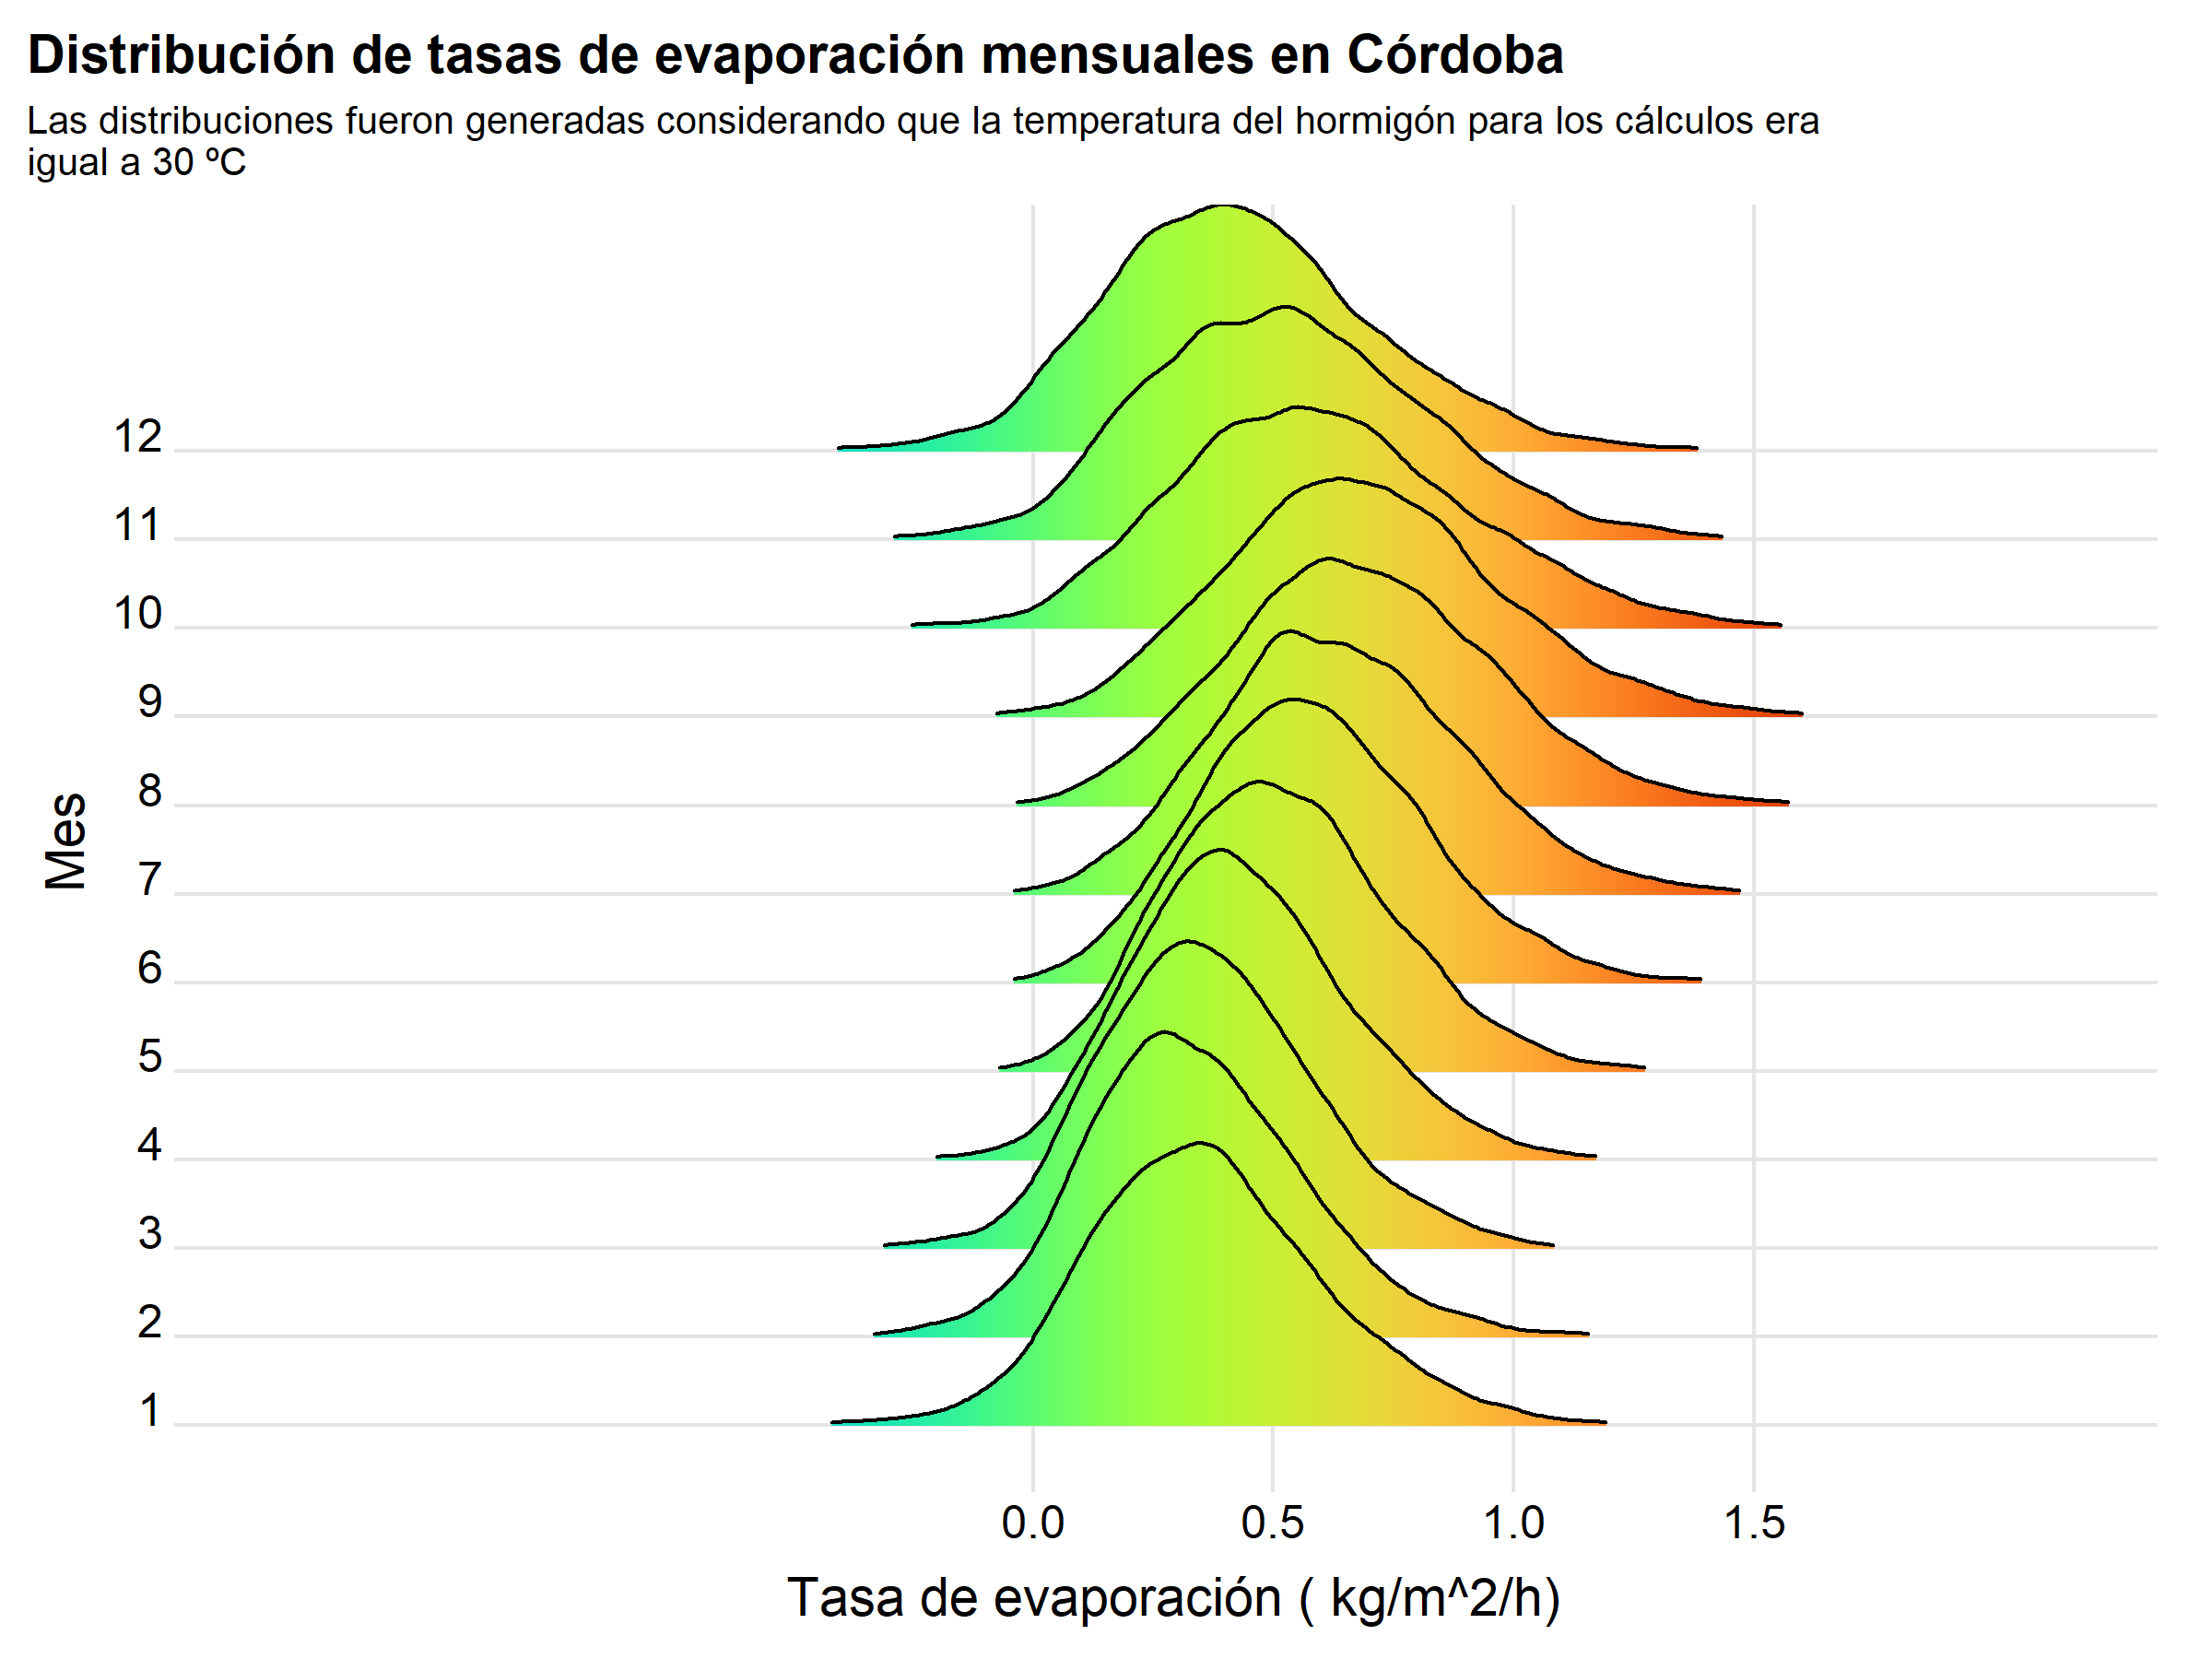 Distribución de tasas de evaporación mensuales en Córdoba
Las distribuciones fueron generadas considerando que la temperatura del hormigón para los cálculos era
igual a 30 ºC
12
11
10
9
8
7
6
5
4
3
2
1
Mes
0.0 0.5 1.0 1.5
Tasa de evaporación ( kg/m^2/h)